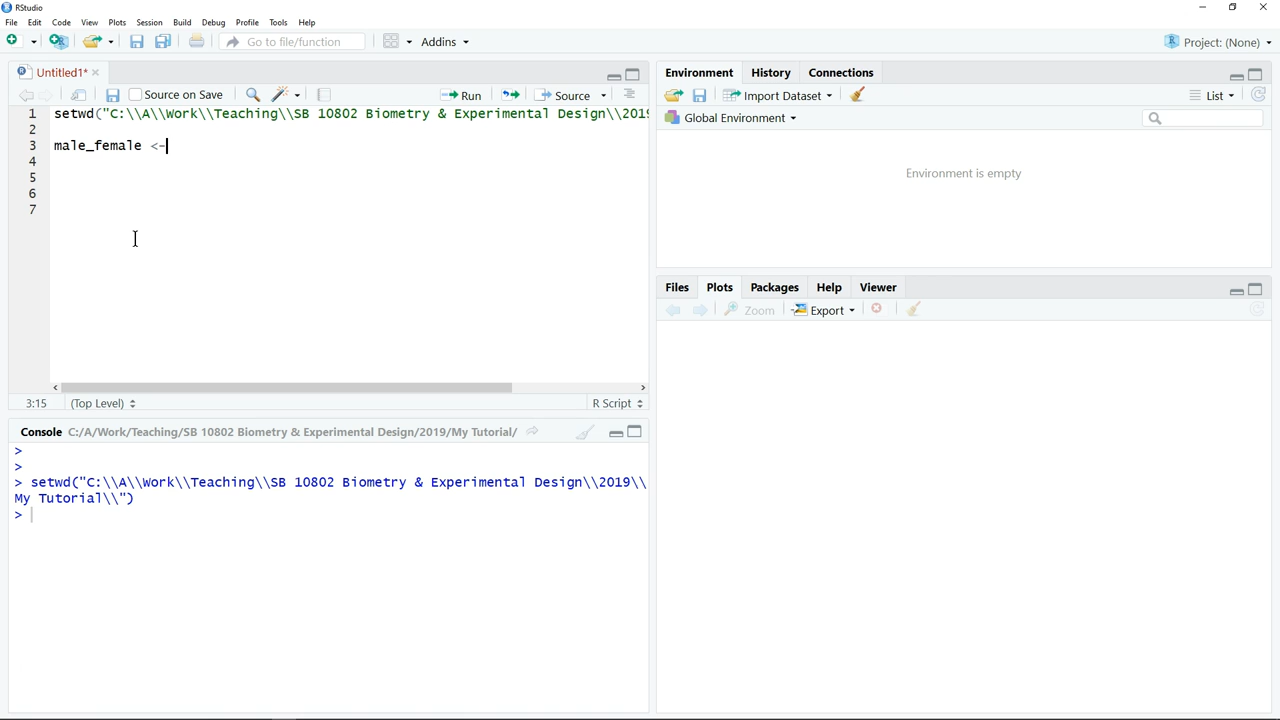 RStudio
File Edit Code View Plots Session Build Debug Profile Tools Help
Go to file/function Addins Project: (None)
Untitled1*
Source on Save Run Source
1 setwd("C:\\A\\Work\\Teaching\\SB 10802 Biometry & Experimental Design\\201
2
3 male_female <-
4
5
6
7
3:15 (Top Level) R Script
Console C:/A/Work/Teaching/SB 10802 Biometry & Experimental Design/2019/My Tutorial/
>
>
> setwd("C:\\A\\Work\\Teaching\\SB 10802 Biometry & Experimental Design\\2019\\
My Tutorial\\")
>
Environment History Connections
Import Dataset List
Global Environment
Environment is empty
Files Plots Packages Help Viewer
Zoom Export